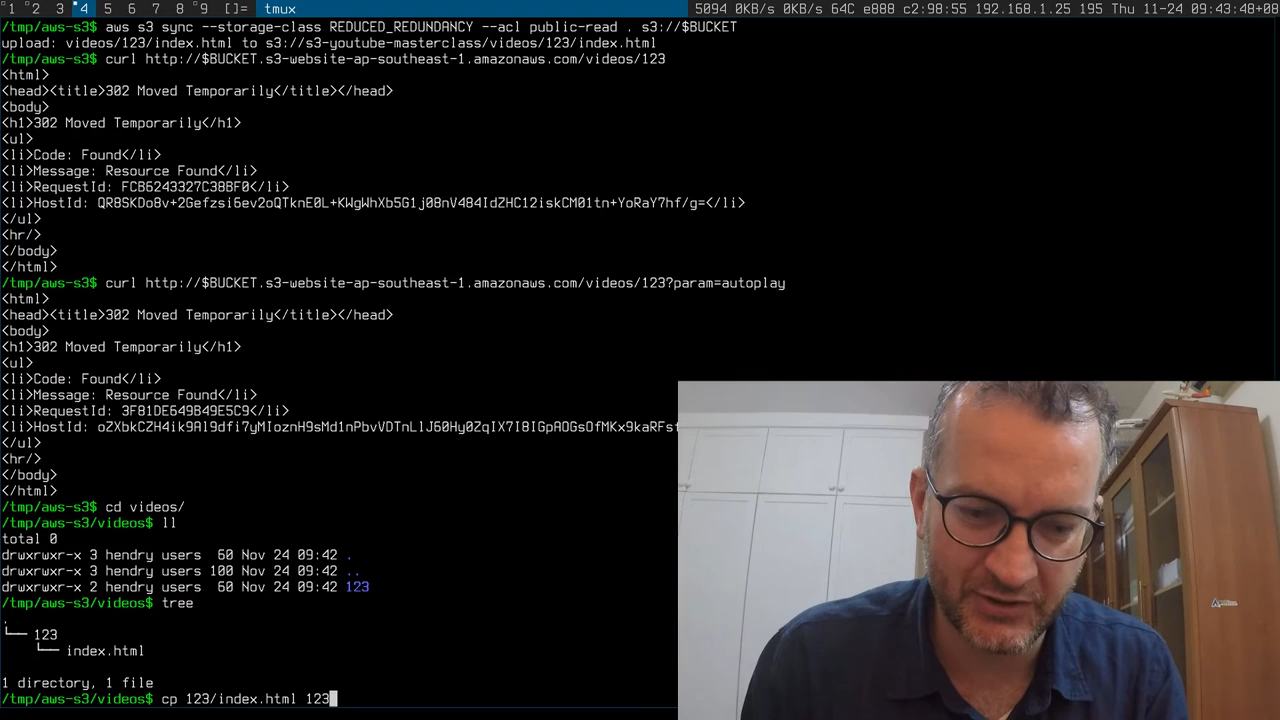 1 2 3 4 5 6 7 8 9 []= tmux 5094 0KB/s 0KB/s 64C e888 c2:98:55 192.168.1.25 195 Thu 11-24 09:43:48+08
/tmp/aws-s3$ aws s3 sync --storage-class REDUCED_REDUNDANCY --acl public-read . s3://$BUCKET
upload: videos/123/index.html to s3://s3-youtube-masterclass/videos/123/index.html
/tmp/aws-s3$ curl http://$BUCKET.s3-website-ap-southeast-1.amazonaws.com/videos/123
<html>
<head><title>302 Moved Temporarily</title></head>
<body>
<h1>302 Moved Temporarily</h1>
<ul>
<li>Code: Found</li>
<li>Message: Resource Found</li>
<li>RequestId: FCB6243327C38BF0</li>
<li>HostId: QR8SKDo8v+2Gefzsi6ev2oQTknE0L+KWgWhXb5G1j08nV484IdZHC12iskCM01tn+YoRaY7hf/g=</li>
</ul>
<hr/>
</body>
</html>
/tmp/aws-s3$ curl http://$BUCKET.s3-website-ap-southeast-1.amazonaws.com/videos/123?param=autoplay
<html>
<head><title>302 Moved Temporarily</title></head>
<body>
<h1>302 Moved Temporarily</h1>
<ul>
<li>Code: Found</li>
<li>Message: Resource Found</li>
<li>RequestId: 3F81DE649B49E5C9</li>
<li>HostId: oZXbkCZH4ik9Al9dfi7yMIoznH9sMd1nPbvVDTnLlJ60Hy0ZqIX7I8IGpAOGsOfMKx9kaRFsf
</ul>
<hr/>
</body>
</html>
/tmp/aws-s3$ cd videos/
/tmp/aws-s3/videos$ ll
total 0
drwxrwxr-x 3 hendry users 60 Nov 24 09:42 .
drwxrwxr-x 3 hendry users 100 Nov 24 09:42 ..
drwxrwxr-x 2 hendry users 60 Nov 24 09:42 123
/tmp/aws-s3/videos$ tree
.
└── 123
    └── index.html
1 directory, 1 file
/tmp/aws-s3/videos$ cp 123/index.html 123